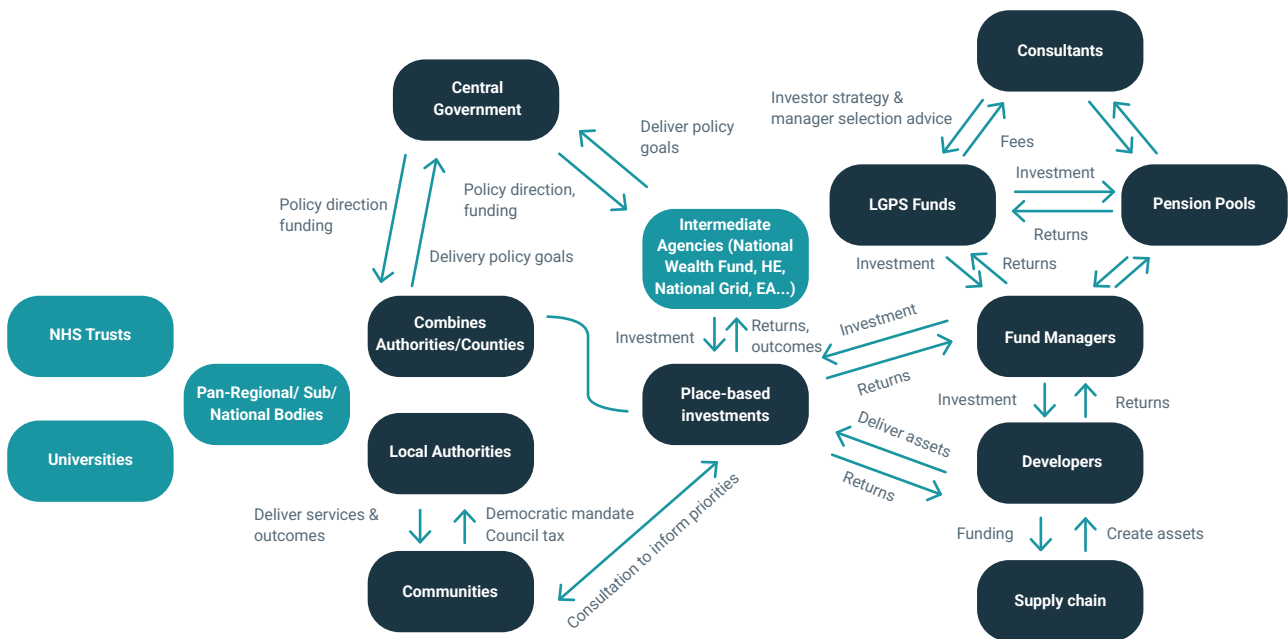 Consultants
Central
Government
Investor strategy &
manager selection advice
Deliver policy
goals
Fees
Investment
LGPS Funds
Pension Pools
Policy direction
funding
Policy direction,
funding
Returns
Intermediate
Agencies (National
Wealth Fund, HE,
National Grid, EA...)
Delivery policy goals
Investment
Returns
NHS Trusts
Combines
Authorities/Counties
Investment
Returns,
outcomes
Investment
Fund Managers
Pan-Regional/ Sub/
National Bodies
Place-based
investments
Returns
Investment
Returns
Universities
Local Authorities
Deliver assets
Returns
Developers
Deliver services &
outcomes
Democratic mandate
Council tax
Consultation to inform priorities
Funding
Create assets
Communities
Supply chain